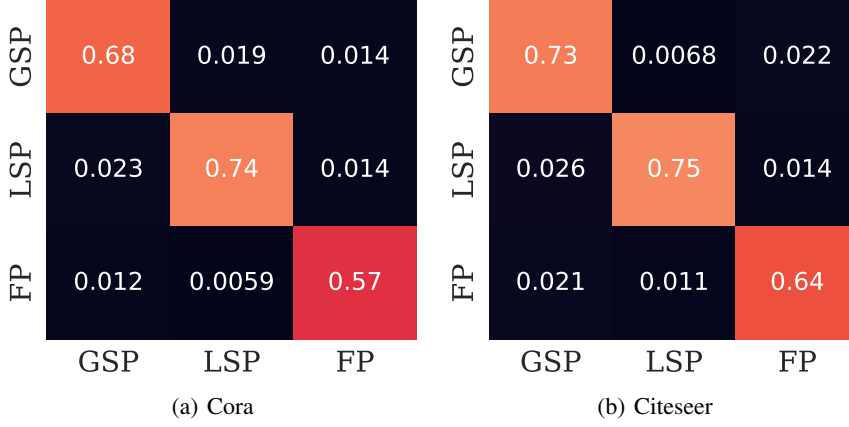 GSP 0.68 0.019 0.014
LSP 0.023 0.74 0.014
FP 0.012 0.0059 0.57
GSP LSP FP
(a) Cora
GSP 0.73 0.0068 0.022
LSP 0.026 0.75 0.014
FP 0.021 0.011 0.64
GSP LSP FP
(b) Citeseer